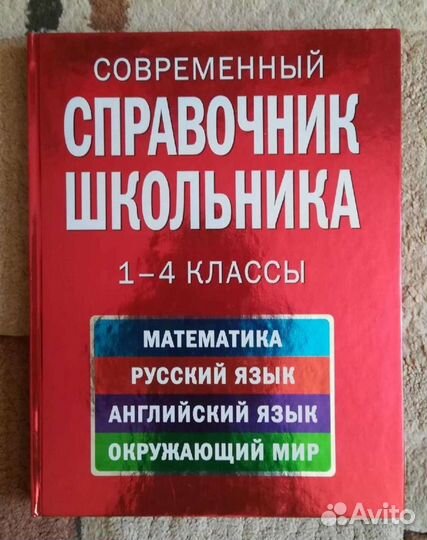 СОВРЕМЕННЫЙ
СПРАВОЧНИК
ШКОЛЬНИКА
1–4 КЛАССЫ
МАТЕМАТИКА
РУССКИЙ ЯЗЫК
АНГЛИЙСКИЙ ЯЗЫК
ОКРУЖАЮЩИЙ МИР
Avito